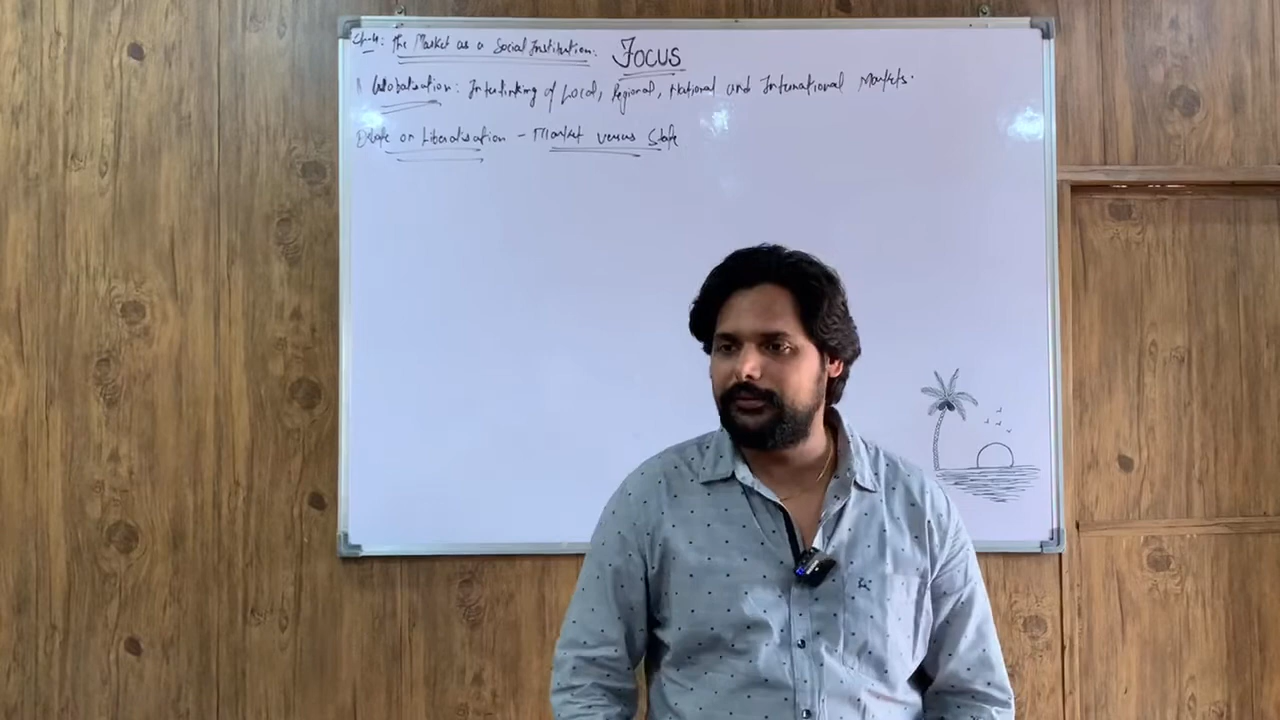 Ch-4: The Market as a Social Institution:
FOCUS
Globalisation: Interlinking of Local, Regional, National and International Markets.
Debate on Liberalisation - Market versus State